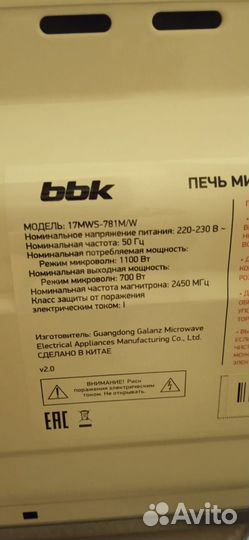 bbk
ПЕЧЬ МИ
МОДЕЛЬ: 17MWS-781M/W
Номинальное напряжение питания: 220-230 В ~
Номинальная частота: 50 Гц
Номинальная потребляемая мощность:
Режим микроволн: 1100 Вт
Номинальная выходная мощность:
Режим микроволн: 700 Вт
Номинальная частота магнетрона: 2450 МГц
Класс защиты от поражения
электрическим током: I
Изготовитель: Guangdong Galanz Microwave
Electrical Appliances Manufacturing Co., Ltd.
СДЕЛАНО В КИТАЕ
v2.0
ВНИМАНИЕ! Риск
поражения электрическим
током. Не открывать.
EAC
Avito